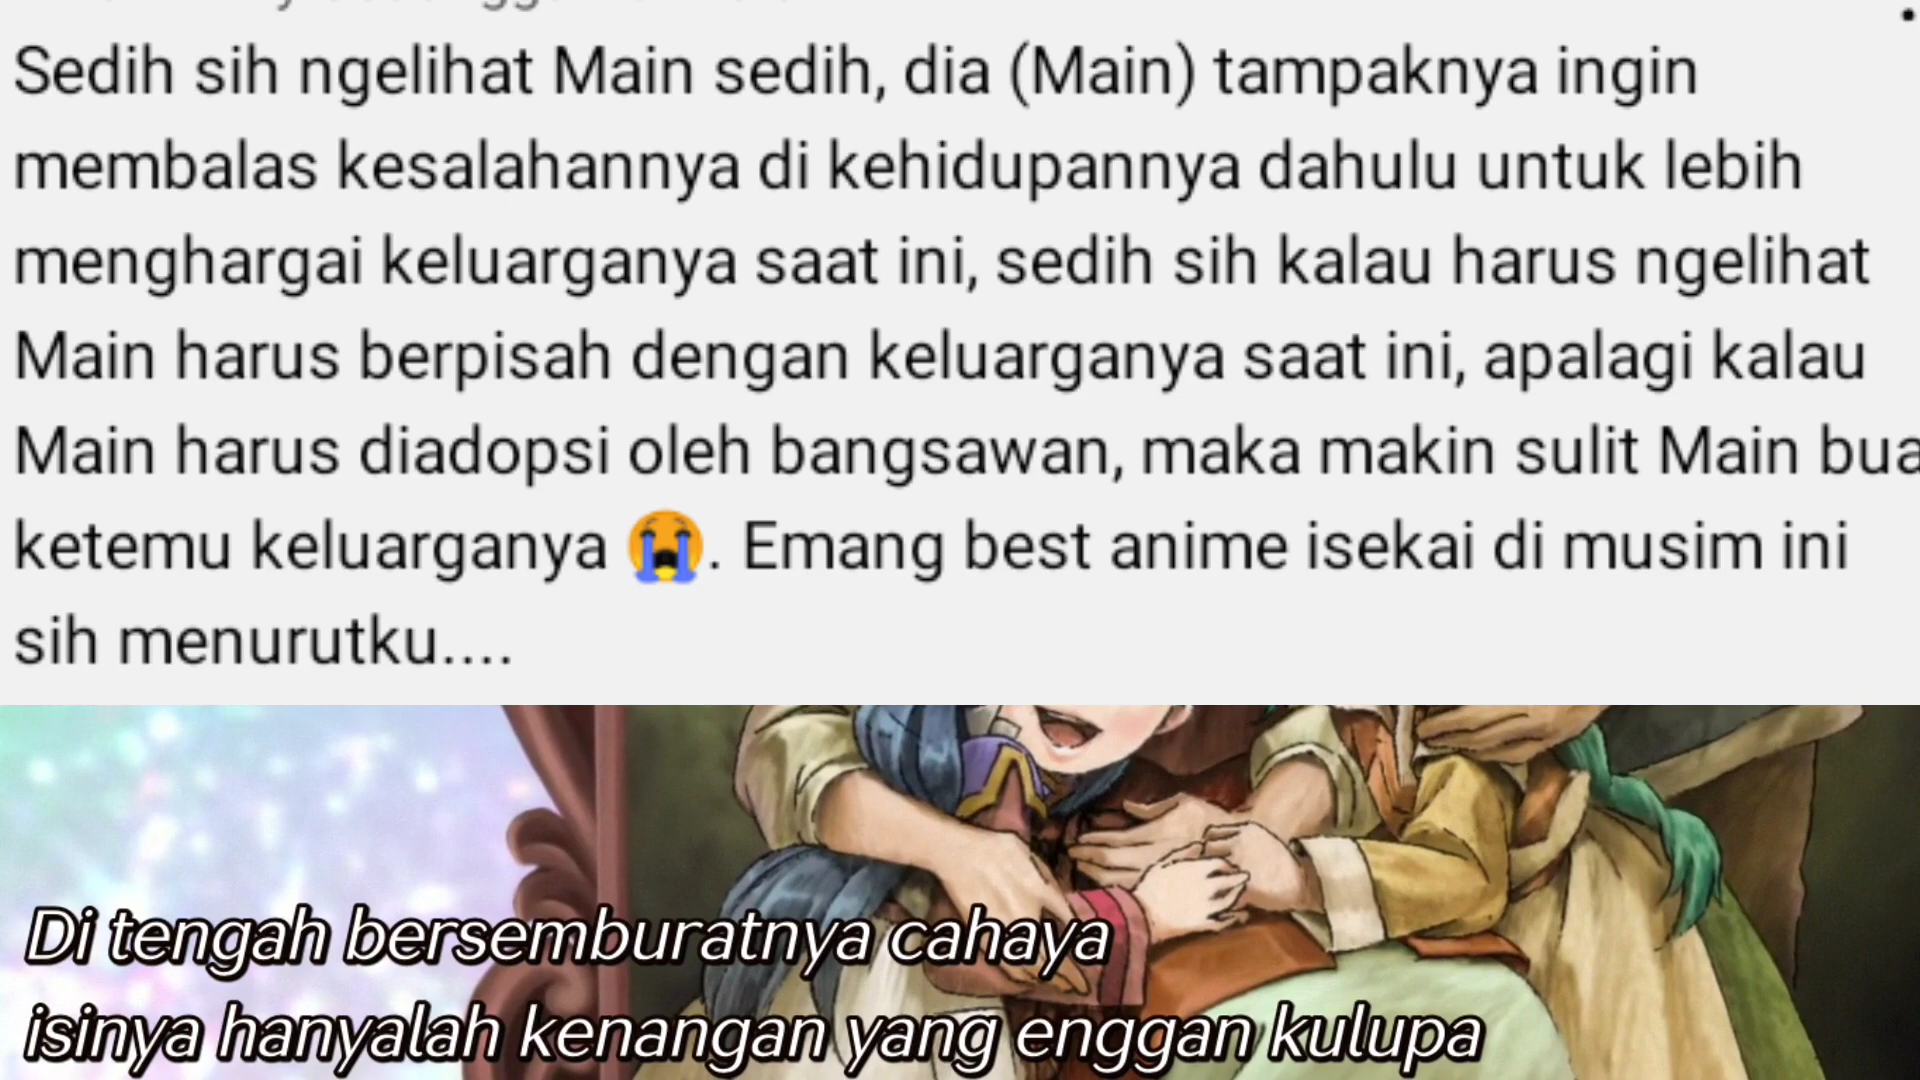 Sedih sih ngelihat Main sedih, dia (Main) tampaknya ingin
membalas kesalahannya di kehidupannya dahulu untuk lebih
menghargai keluarganya saat ini, sedih sih kalau harus ngelihat
Main harus berpisah dengan keluarganya saat ini, apalagi kalau
Main harus diadopsi oleh bangsawan, maka makin sulit Main bua
ketemu keluarganya 😭. Emang best anime isekai di musim ini
sih menurutku....
Di tengah bersemburatnya cahaya
isinya hanyalah kenangan yang enggan kulupa